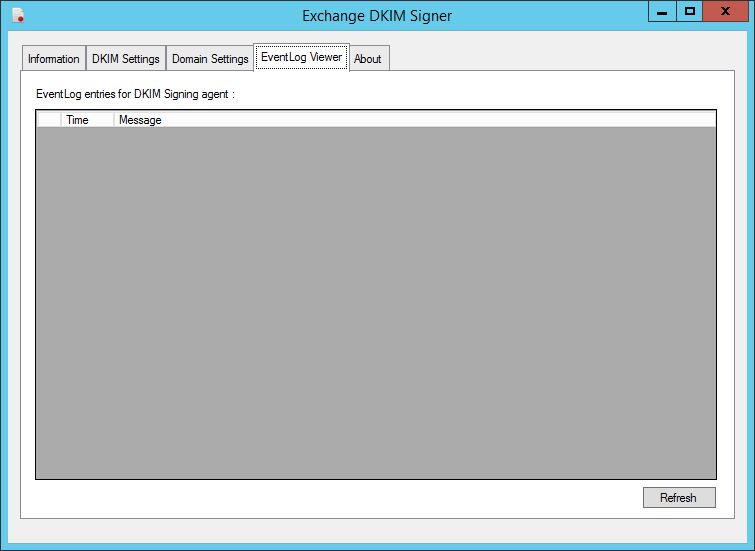 Exchange DKIM Signer
Information DKIM Settings Domain Settings EventLog Viewer About
EventLog entries for DKIM Signing agent :
Time Message
Refresh